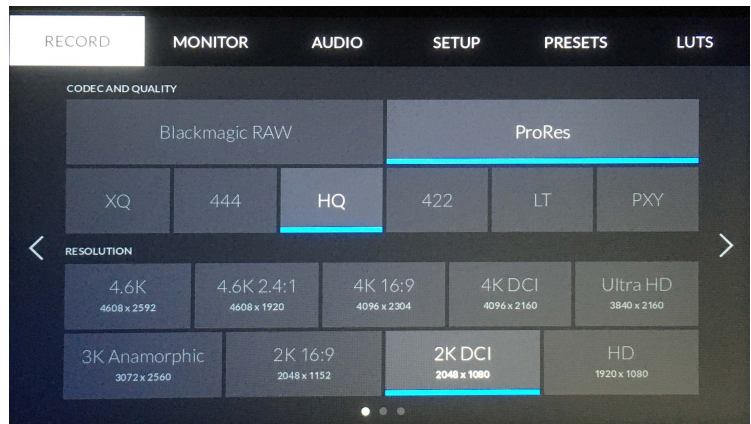 RECORD MONITOR AUDIO SETUP PRESETS LUTS
CODEC AND QUALITY
Blackmagic RAW ProRes
XQ 444 HQ 422 LT PXY
RESOLUTION
4.6K 4.6K 2.4:1 4K 16:9 4K DCI Ultra HD
4608 x 2592 4608 x 1920 4096 x 2304 4096 x 2160 3840 x 2160
3K Anamorphic 2K 16:9 2K DCI HD
3072 x 2560 2048 x 1152 2048 x 1080 1920 x 1080